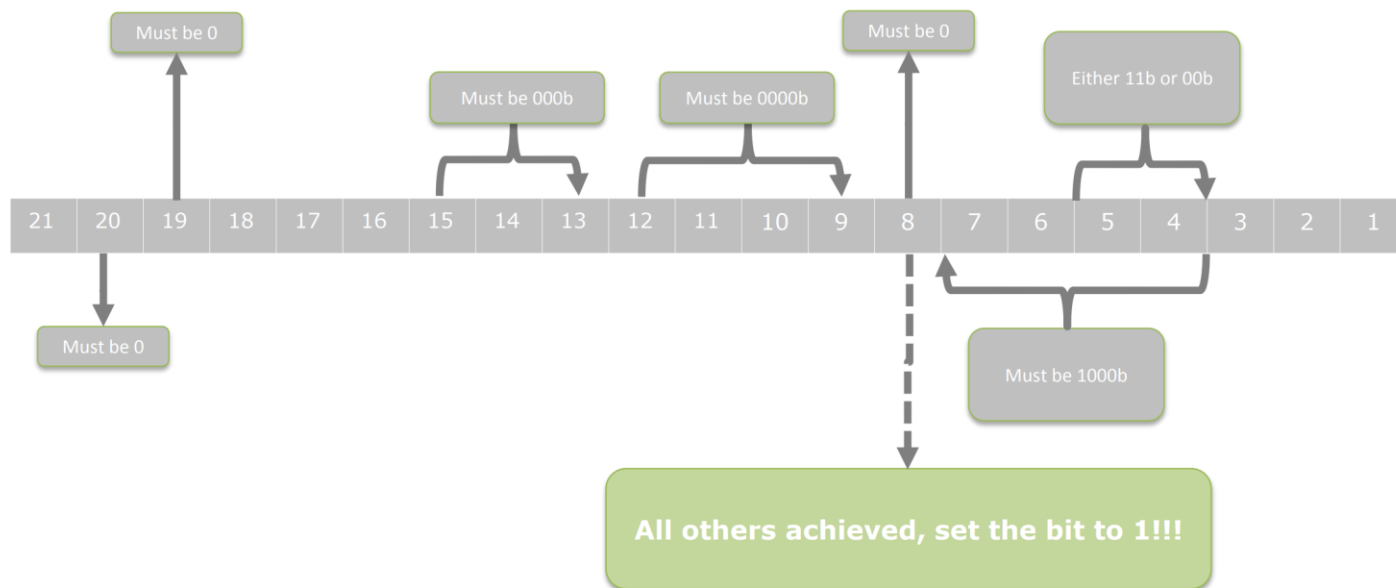 Must be 0
Must be 0
Must be 000b
Must be 0000b
Either 11b or 00b
21 20 19 18 17 16 15 14 13 12 11 10 9 8 7 6 5 4 3 2 1
Must be 0
Must be 1000b
All others achieved, set the bit to 1!!!